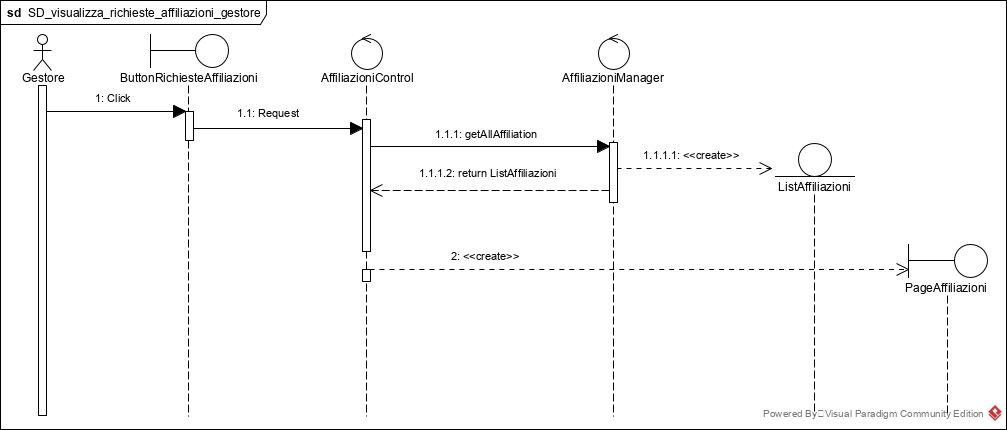 sd SD_visualizza_richieste_affiliazioni_gestore
Gestore
ButtonRichiesteAffiliazioni
AffiliazioniControl
AffiliazioniManager
1: Click
1.1: Request
1.1.1: getAllAffiliation
1.1.1.1: <<create>>
1.1.1.2: return ListAffiliazioni
ListAffiliazioni
2: <<create>>
PageAffiliazioni
Powered By Visual Paradigm Community Edition